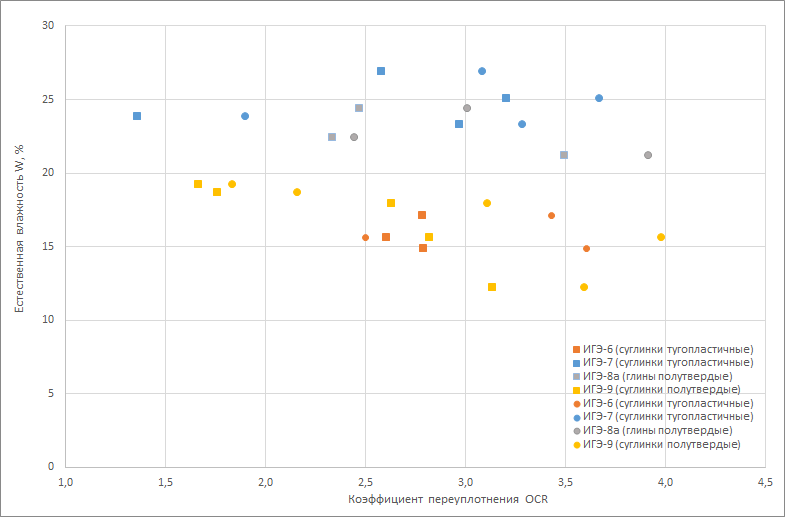 30
25
20
15
10
5
0
Естественная влажность W, %
ИГЭ-6 (суглинки тугопластичные)
ИГЭ-7 (суглинки тугопластичные)
ИГЭ-8а (глины полутвердые)
ИГЭ-9 (суглинки полутвердые)
ИГЭ-6 (суглинки тугопластичные)
ИГЭ-7 (суглинки тугопластичные)
ИГЭ-8а (глины полутвердые)
ИГЭ-9 (суглинки полутвердые)
1,0 1,5 2,0 2,5 3,0 3,5 4,0 4,5
Коэффициент переуплотнения OCR